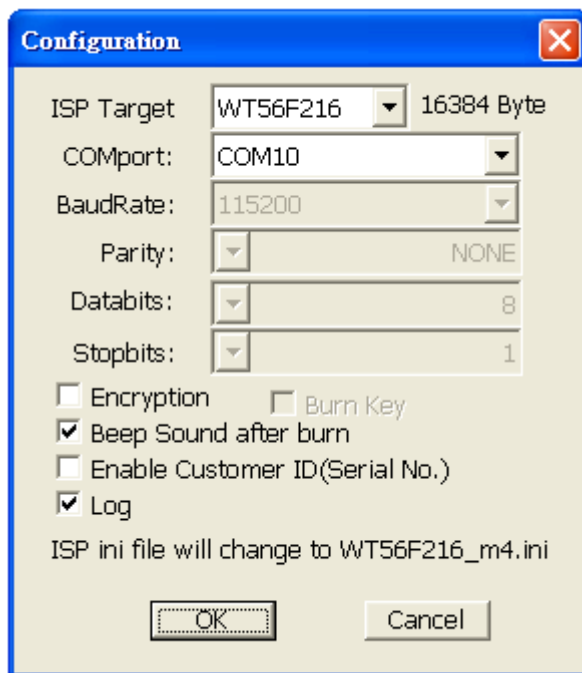 Configuration
ISP Target WT56F216 16384 Byte
COMport: COM10
BaudRate: 115200
Parity: NONE
Databits: 8
Stopbits: 1
Encryption Burn Key
Beep Sound after burn
Enable Customer ID(Serial No.)
Log
ISP ini file will change to WT56F216_m4.ini
OK Cancel